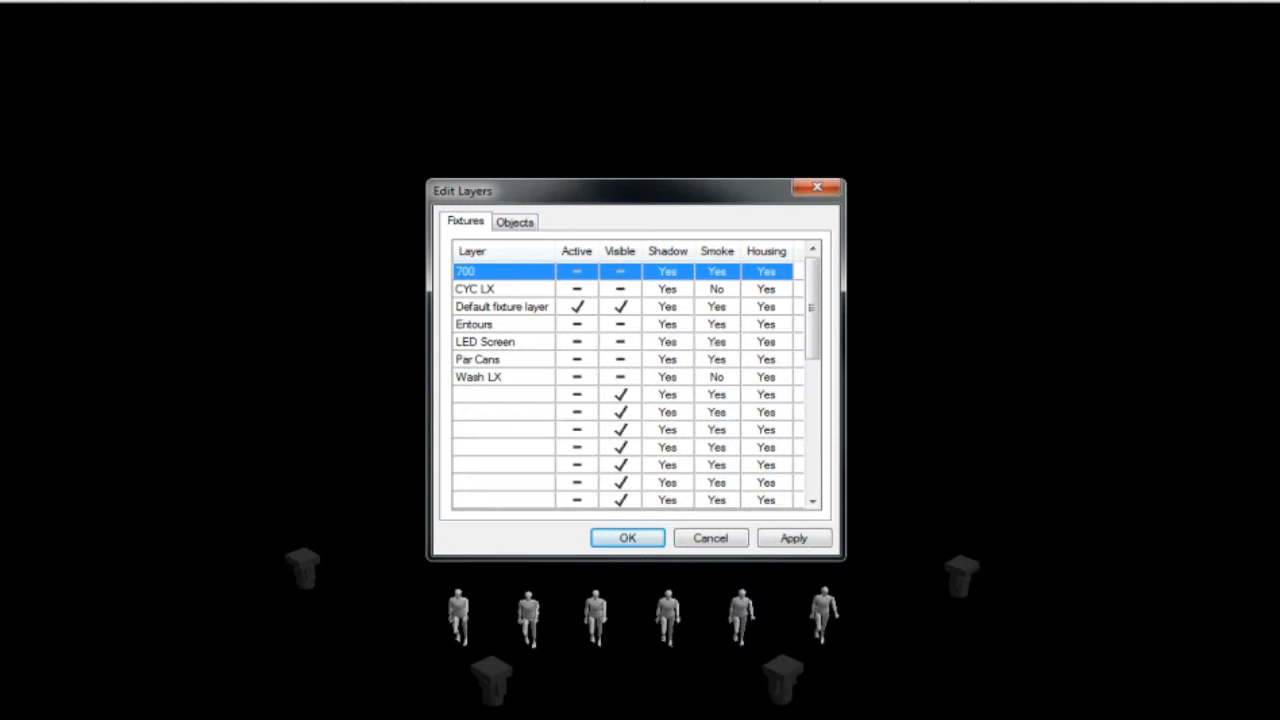 Edit Layers
Fixtures Objects
Layer Active Visible Shadow Smoke Housing
700 Yes Yes Yes
CYC LX Yes No Yes
Default fixture layer Yes Yes Yes
Entours Yes Yes Yes
LED Screen Yes Yes Yes
Par Cans Yes Yes Yes
Wash LX Yes No Yes
Yes Yes Yes
Yes Yes Yes
Yes Yes Yes
Yes Yes Yes
Yes Yes Yes
Yes Yes Yes
Yes Yes Yes
OK Cancel Apply